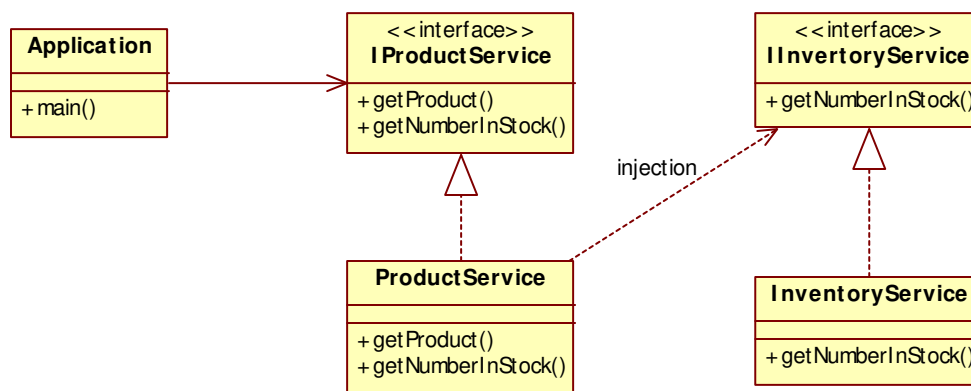 Application
+ main()
<<interface>>
IProductService
+ getProduct()
+ getNumberInStock()
<<interface>>
IInvertoryService
+ getNumberInStock()
injection
ProductService
+ getProduct()
+ getNumberInStock()
InventoryService
+ getNumberInStock()